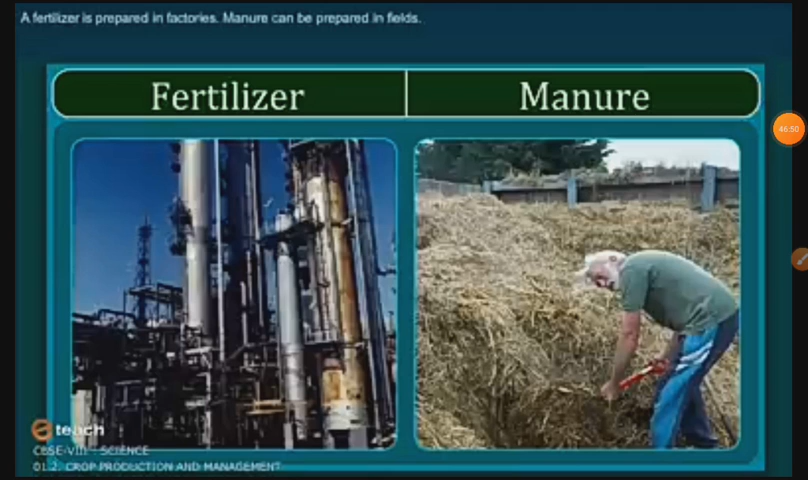 A fertilizer is prepared in factories. Manure can be prepared in fields.
Fertilizer
Manure
46:50
teach
CBSE-VIII : SCIENCE
01.2. CROP PRODUCTION AND MANAGEMENT